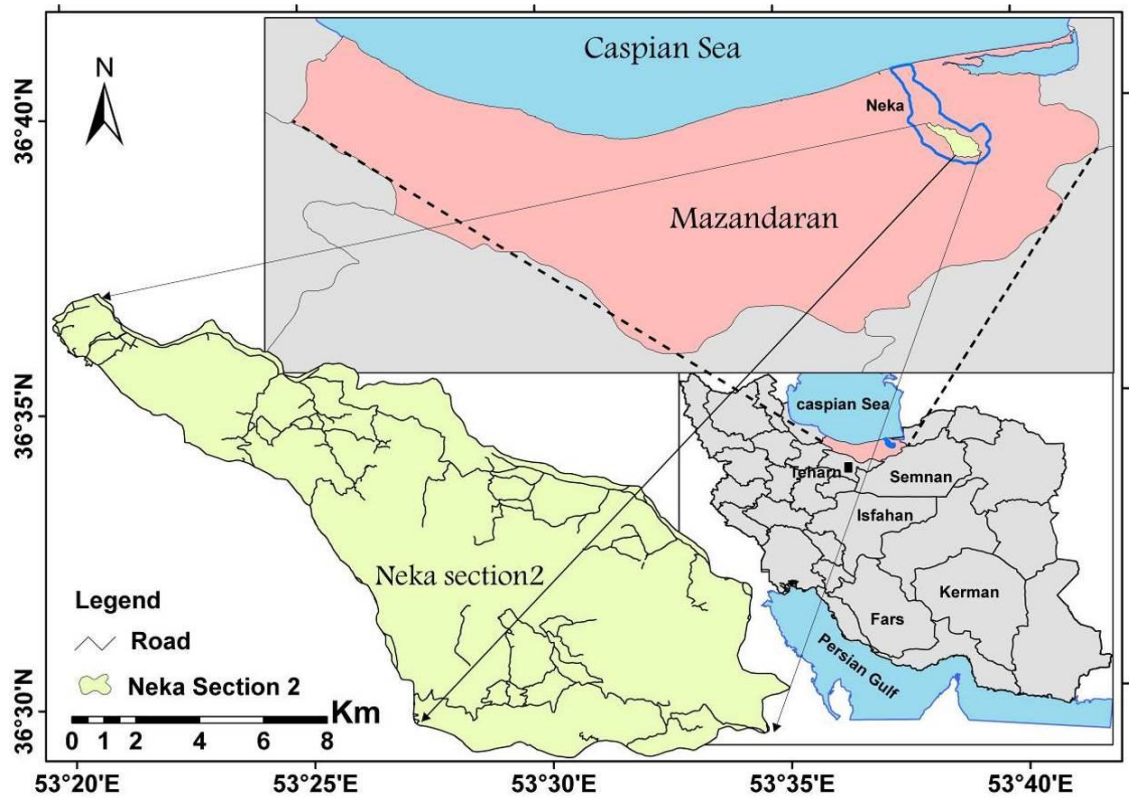 Caspian Sea
N
Neka
Mazandaran
36°40'N
36°35'N
36°30'N
caspian Sea
Teharn
Semnan
Isfahan
Kerman
Fars
Persian Gulf
Neka section2
Legend
Road
Neka Section 2
Km
0 1 2 4 6 8
53°20'E 53°25'E 53°30'E 53°35'E 53°40'E